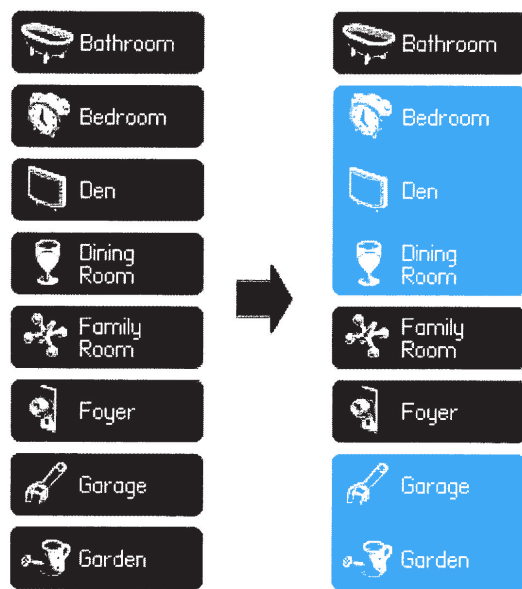 Bathroom
Bedroom
Den
Dining
Room
Family
Room
Foyer
Garage
Garden
Bathroom
Bedroom
Den
Dining
Room
Family
Room
Foyer
Garage
Garden